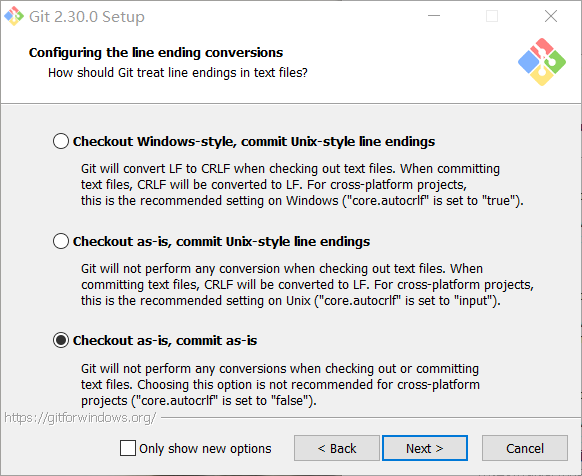 Git 2.30.0 Setup
Configuring the line ending conversions
How should Git treat line endings in text files?
Checkout Windows-style, commit Unix-style line endings
Git will convert LF to CRLF when checking out text files. When committing
text files, CRLF will be converted to LF. For cross-platform projects,
this is the recommended setting on Windows ("core.autocrlf" is set to "true").
Checkout as-is, commit Unix-style line endings
Git will not perform any conversion when checking out text files. When
committing text files, CRLF will be converted to LF. For cross-platform projects,
this is the recommended setting on Unix ("core.autocrlf" is set to "input").
Checkout as-is, commit as-is
Git will not perform any conversions when checking out or committing
text files. Choosing this option is not recommended for cross-platform
projects ("core.autocrlf" is set to "false").
https://gitforwindows.org/
Only show new options
< Back
Next >
Cancel